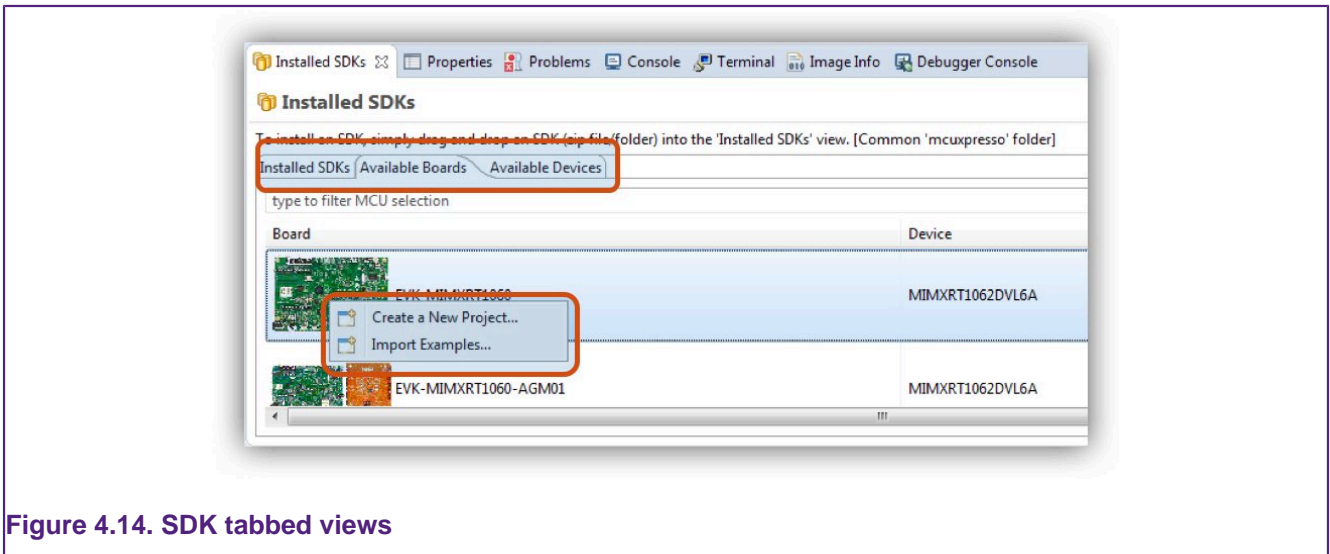 Installed SDKs Properties Problems Console Terminal Image Info Debugger Console
Installed SDKs
To install an SDK, simply drag and drop an SDK (zip file/folder) into the 'Installed SDKs' view. [Common 'mcuxpresso' folder]
Installed SDKs Available Boards Available Devices
type to filter MCU selection
Board Device
EVK-MIMXRT1060 MIMXRT1062DVL6A
Create a New Project...
Import Examples...
EVK-MIMXRT1060-AGM01 MIMXRT1062DVL6A
Figure 4.14. SDK tabbed views